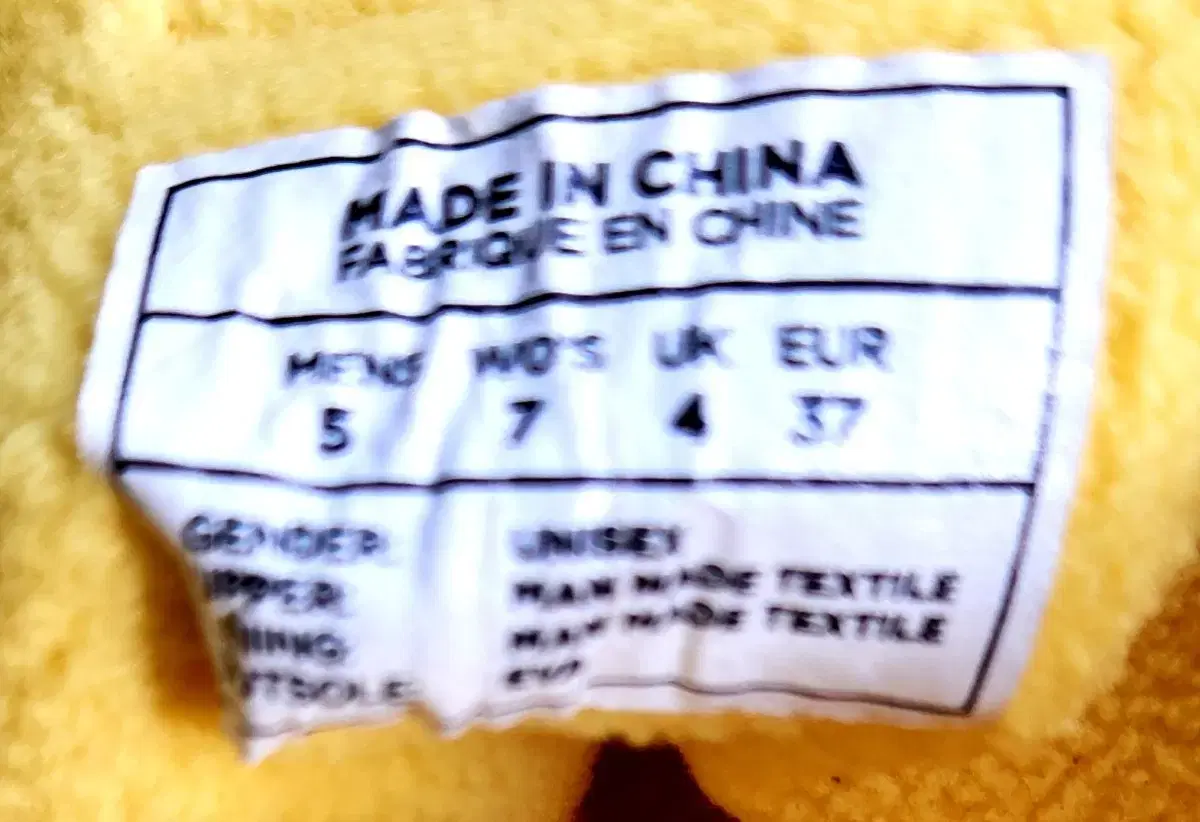 MADE IN CHINA
FABRIQUE EN CHINE
MENS WO'S UK EUR
5 7 4 37
GENDER: UNISEX
UPPER: MAN MADE TEXTILE
LINING MAN MADE TEXTILE
OUTSOLE